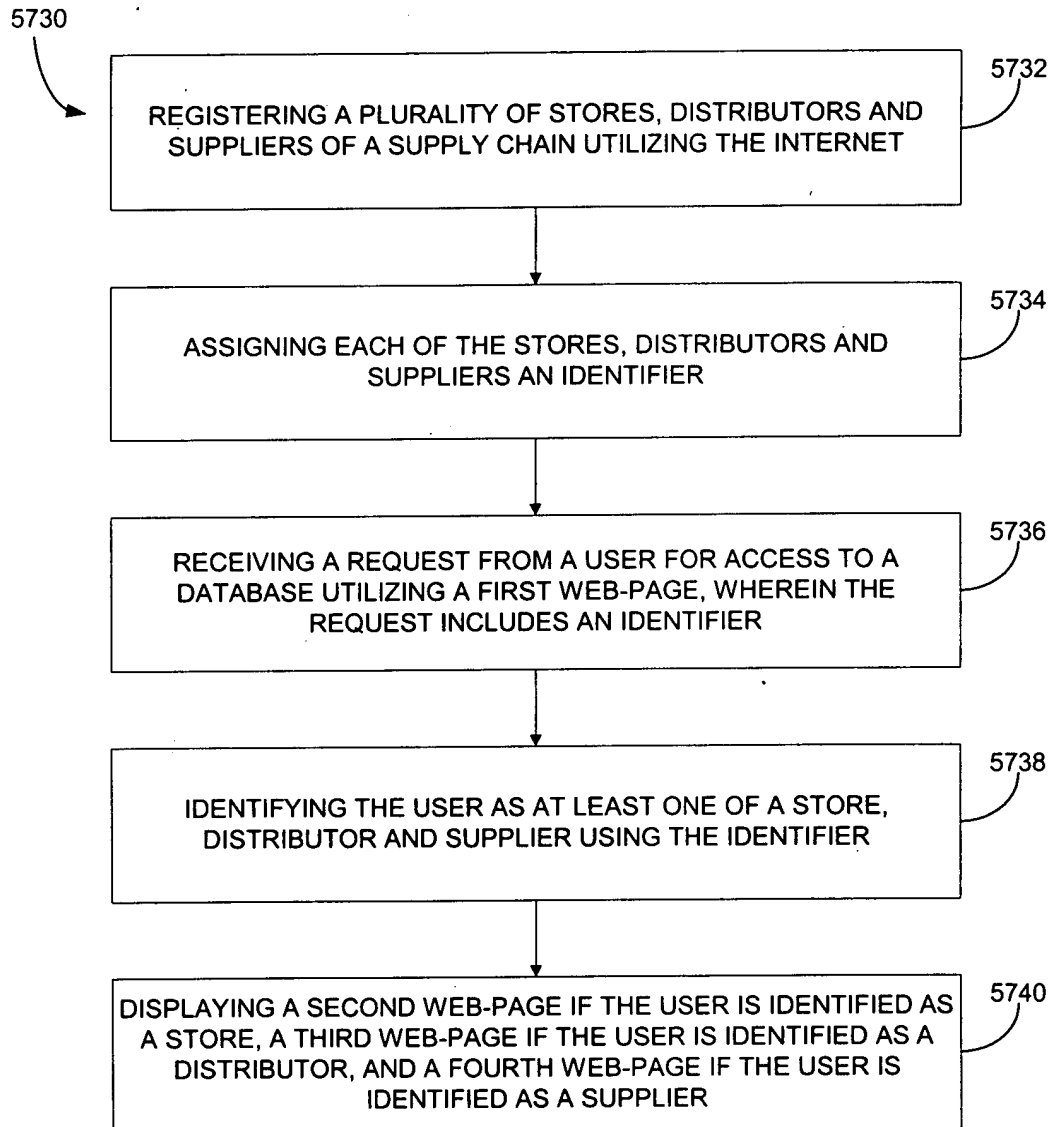 5730
5732
REGISTERING A PLURALITY OF STORES, DISTRIBUTORS AND
SUPPLIERS OF A SUPPLY CHAIN UTILIZING THE INTERNET
5734
ASSIGNING EACH OF THE STORES, DISTRIBUTORS AND
SUPPLIERS AN IDENTIFIER
5736
RECEIVING A REQUEST FROM A USER FOR ACCESS TO A
DATABASE UTILIZING A FIRST WEB-PAGE, WHEREIN THE
REQUEST INCLUDES AN IDENTIFIER
5738
IDENTIFYING THE USER AS AT LEAST ONE OF A STORE,
DISTRIBUTOR AND SUPPLIER USING THE IDENTIFIER
5740
DISPLAYING A SECOND WEB-PAGE IF THE USER IS IDENTIFIED AS
A STORE, A THIRD WEB-PAGE IF THE USER IS IDENTIFIED AS A
DISTRIBUTOR, AND A FOURTH WEB-PAGE IF THE USER IS
IDENTIFIED AS A SUPPLIER